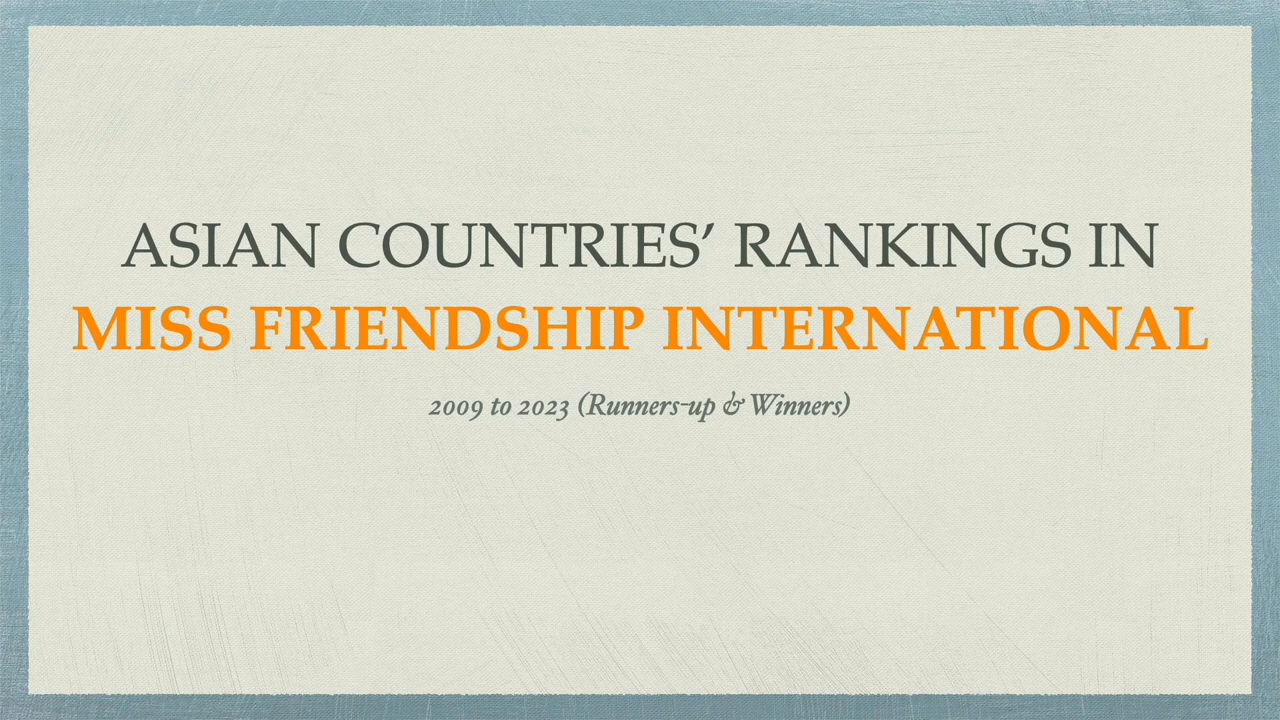 ASIAN COUNTRIES’ RANKINGS IN
MISS FRIENDSHIP INTERNATIONAL
2009 to 2023 (Runners-up & Winners)